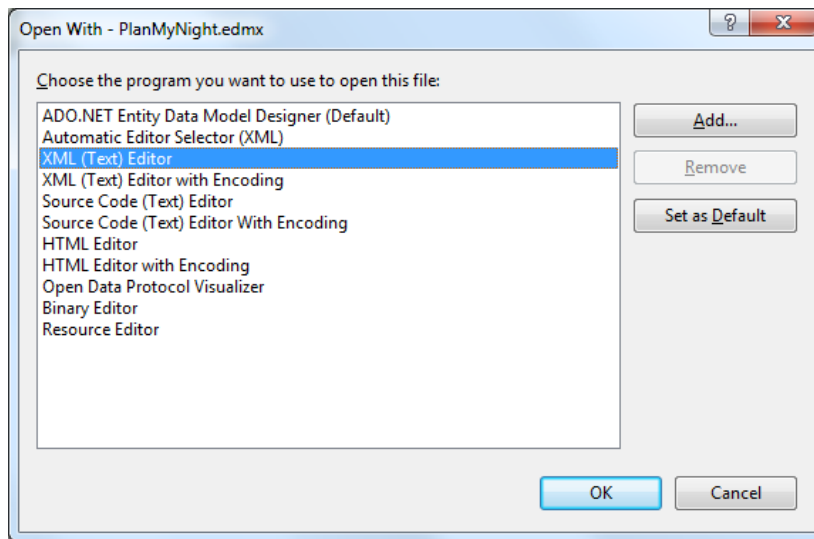 Open With - PlanMyNight.edmx
Choose the program you want to use to open this file:
ADO.NET Entity Data Model Designer (Default)
Automatic Editor Selector (XML)
XML (Text) Editor
XML (Text) Editor with Encoding
Source Code (Text) Editor
Source Code (Text) Editor With Encoding
HTML Editor
HTML Editor with Encoding
Open Data Protocol Visualizer
Binary Editor
Resource Editor
Add...
Remove
Set as Default
OK
Cancel